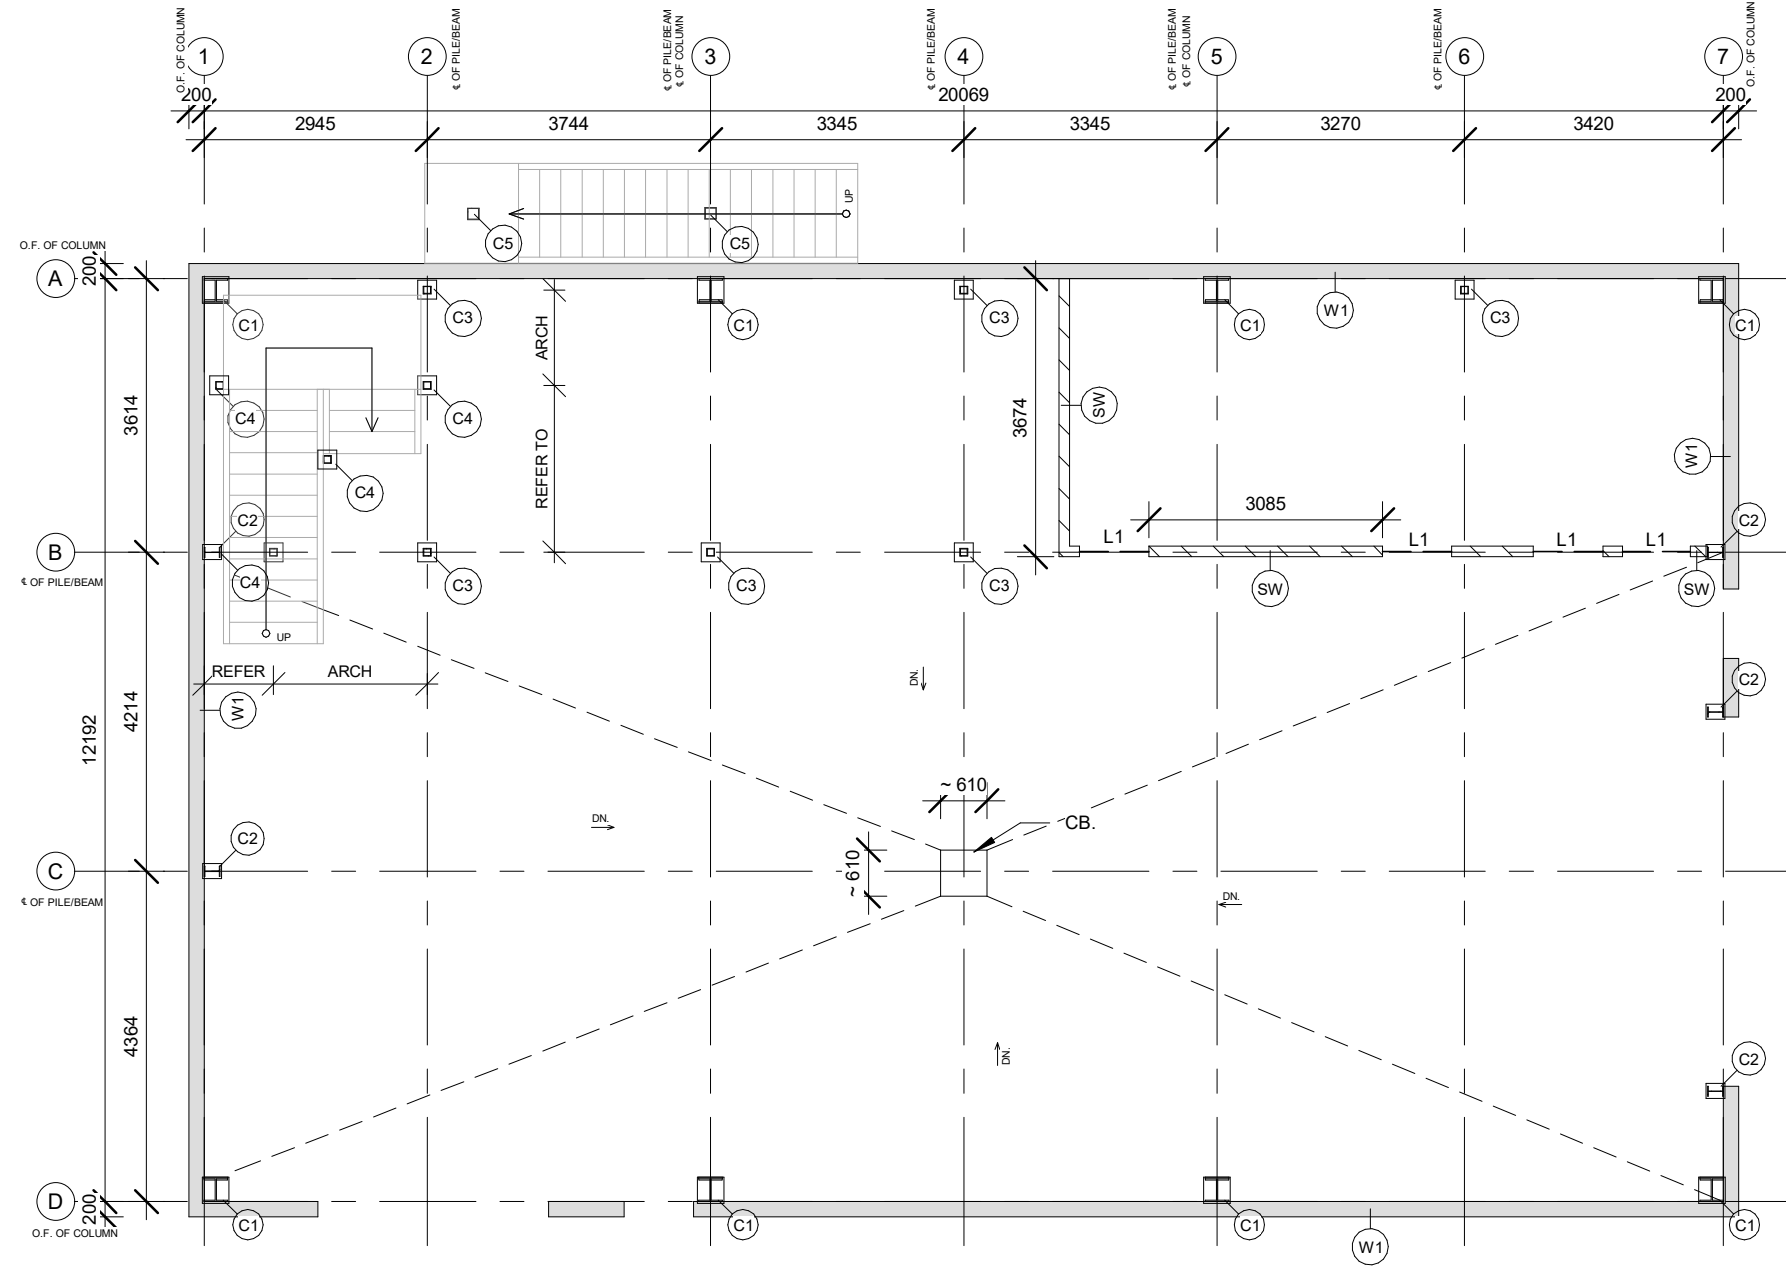 O.F. OF COLUMN
℄ OF PILE/BEAM
℄ OF PILE/BEAM
℄ OF COLUMN
℄ OF PILE/BEAM
℄ OF PILE/BEAM
℄ OF COLUMN
℄ OF PILE/BEAM
O.F. OF COLUMN
1
2
3
4
5
6
7
200
20069
200
2945
3744
3345
3345
3270
3420
UP
C5
C5
O.F. OF COLUMN
A
200
C1
C3
C1
C3
C1
W1
C3
C1
ARCH
REFER TO
3614
C4
C4
C4
3674
SW
W1
3085
C2
C2
B
L1
L1
L1
L1
℄ OF PILE/BEAM
C4
C3
C3
C3
SW
SW
UP
REFER
ARCH
W1
DN.
C2
4214
12192
~ 610
CB.
DN.
C2
~ 610
C
℄ OF PILE/BEAM
DN.
4364
DN.
C2
D
200
O.F. OF COLUMN
C1
C1
C1
C1
W1